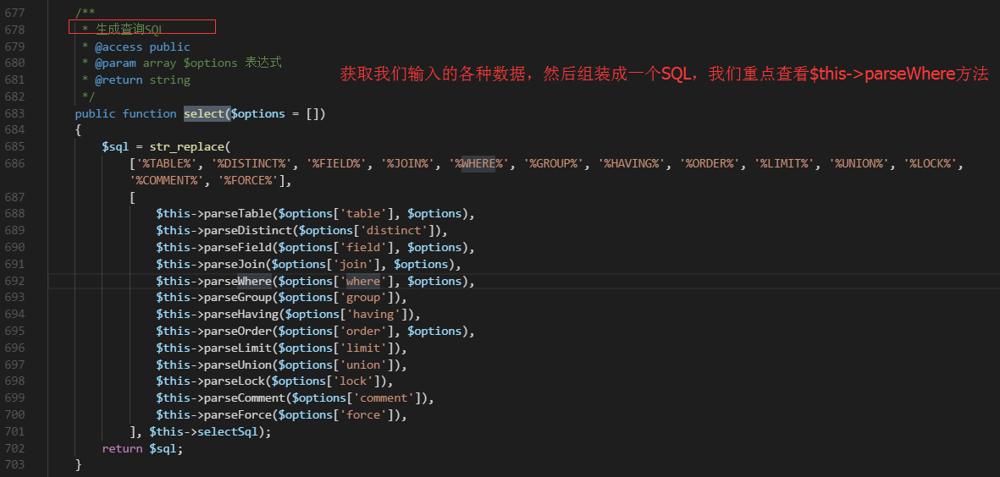 677 /**
678 * 生成查询SQL
679 * @access public
680 * @param array $options 表达式
681 * @return string
获取我们输入的各种数据，然后组装成一个SQL，我们重点查看$this->parseWhere方法
682 */
683 public function select($options = [])
684 {
685 $sql = str_replace(
686 ['%TABLE%', '%DISTINCT%', '%FIELD%', '%JOIN%', '%WHERE%', '%GROUP%', '%HAVING%', '%ORDER%', '%LIMIT%', '%UNION%', '%LOCK%',
'%COMMENT%', '%FORCE%'],
687 [
688 $this->parseTable($options['table'], $options),
689 $this->parseDistinct($options['distinct']),
690 $this->parseField($options['field'], $options),
691 $this->parseJoin($options['join'], $options),
692 $this->parseWhere($options['where'], $options),
693 $this->parseGroup($options['group']),
694 $this->parseHaving($options['having']),
695 $this->parseOrder($options['order'], $options),
696 $this->parseLimit($options['limit']),
697 $this->parseUnion($options['union']),
698 $this->parseLock($options['lock']),
699 $this->parseComment($options['comment']),
700 $this->parseForce($options['force']),
701 ], $this->selectSql);
702 return $sql;
703 }